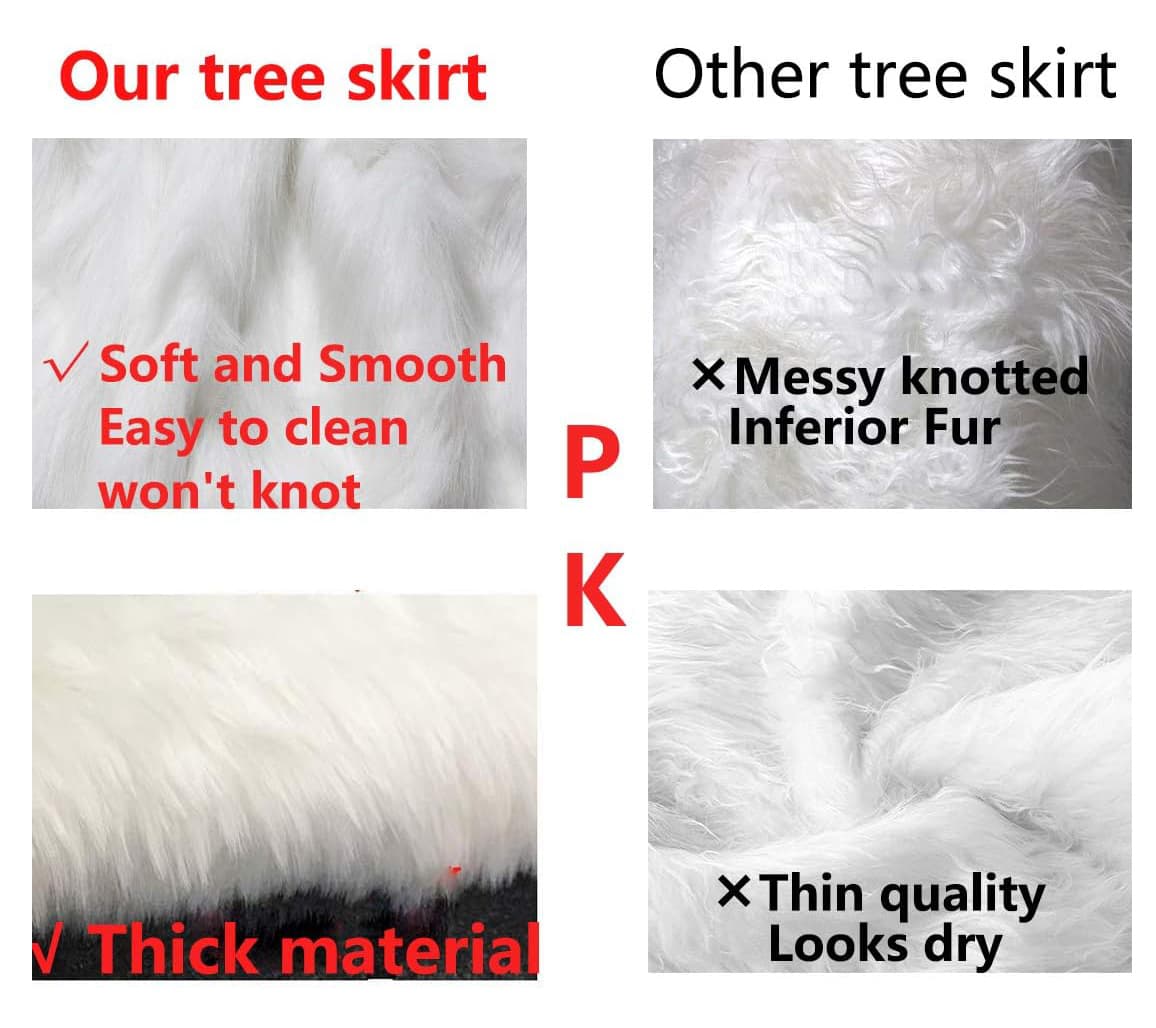 Our tree skirt
Other tree skirt
√ Soft and Smooth
Easy to clean
won't knot
×Messy knotted
Inferior Fur
P
K
√ Thick material
×Thin quality
Looks dry